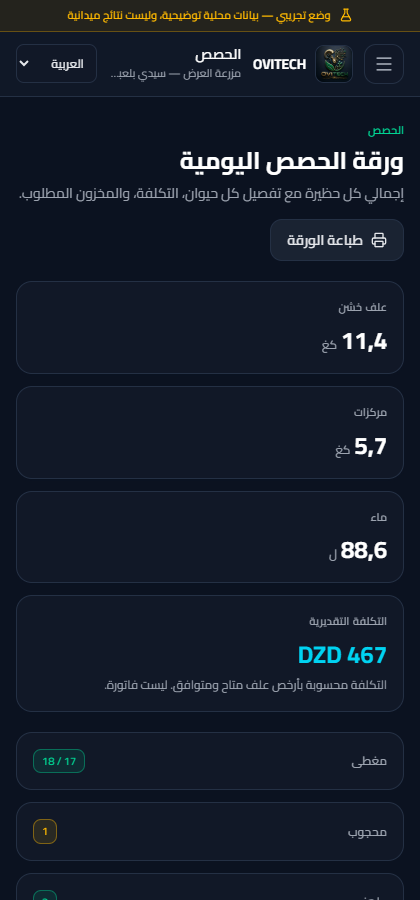 وضع تجريبي — بيانات محلية توضيحية، وليست نتائج ميدانية
OVITECH
الحصص
مزرعة العرض — سيدي بلعبـ...
العربية
الحصص
ورقة الحصص اليومية
إجمالي كل حظيرة مع تفصيل كل حيوان، التكلفة، والمخزون المطلوب.
طباعة الورقة
علف خشن
11,4 كغ
مركزات
5,7 كغ
ماء
88,6 ل
التكلفة التقديرية
DZD 467
التكلفة محسوبة بأرخص علف متاح ومتوافق. ليست فاتورة.
مغطى
18 / 17
محجوب
1